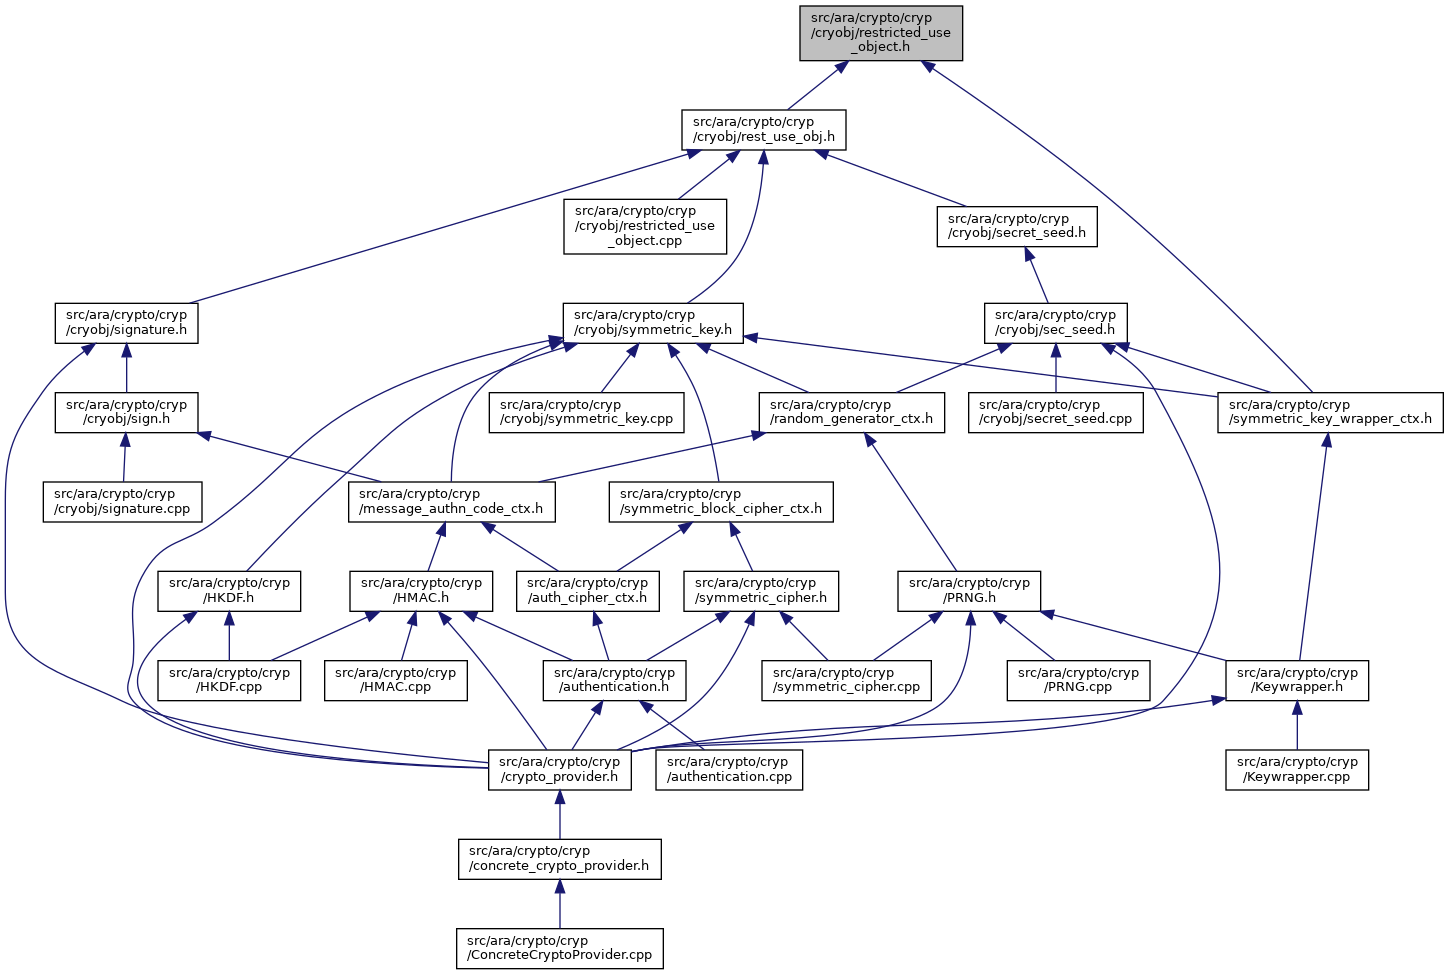 src/ara/crypto/cryp
/cryobj/restricted_use
_object.h
src/ara/crypto/cryp
/cryobj/rest_use_obj.h
src/ara/crypto/cryp
/cryobj/restricted_use
_object.cpp
src/ara/crypto/cryp
/cryobj/secret_seed.h
src/ara/crypto/cryp
/cryobj/signature.h
src/ara/crypto/cryp
/cryobj/symmetric_key.h
src/ara/crypto/cryp
/cryobj/sec_seed.h
src/ara/crypto/cryp
/cryobj/sign.h
src/ara/crypto/cryp
/cryobj/symmetric_key.cpp
src/ara/crypto/cryp
/random_generator_ctx.h
src/ara/crypto/cryp
/cryobj/secret_seed.cpp
src/ara/crypto/cryp
/symmetric_key_wrapper_ctx.h
src/ara/crypto/cryp
/cryobj/signature.cpp
src/ara/crypto/cryp
/message_authn_code_ctx.h
src/ara/crypto/cryp
/symmetric_block_cipher_ctx.h
src/ara/crypto/cryp
/HKDF.h
src/ara/crypto/cryp
/HMAC.h
src/ara/crypto/cryp
/auth_cipher_ctx.h
src/ara/crypto/cryp
/symmetric_cipher.h
src/ara/crypto/cryp
/PRNG.h
src/ara/crypto/cryp
/HKDF.cpp
src/ara/crypto/cryp
/HMAC.cpp
src/ara/crypto/cryp
/authentication.h
src/ara/crypto/cryp
/symmetric_cipher.cpp
src/ara/crypto/cryp
/PRNG.cpp
src/ara/crypto/cryp
/Keywrapper.h
src/ara/crypto/cryp
/crypto_provider.h
src/ara/crypto/cryp
/authentication.cpp
src/ara/crypto/cryp
/Keywrapper.cpp
src/ara/crypto/cryp
/concrete_crypto_provider.h
src/ara/crypto/cryp
/ConcreteCryptoProvider.cpp